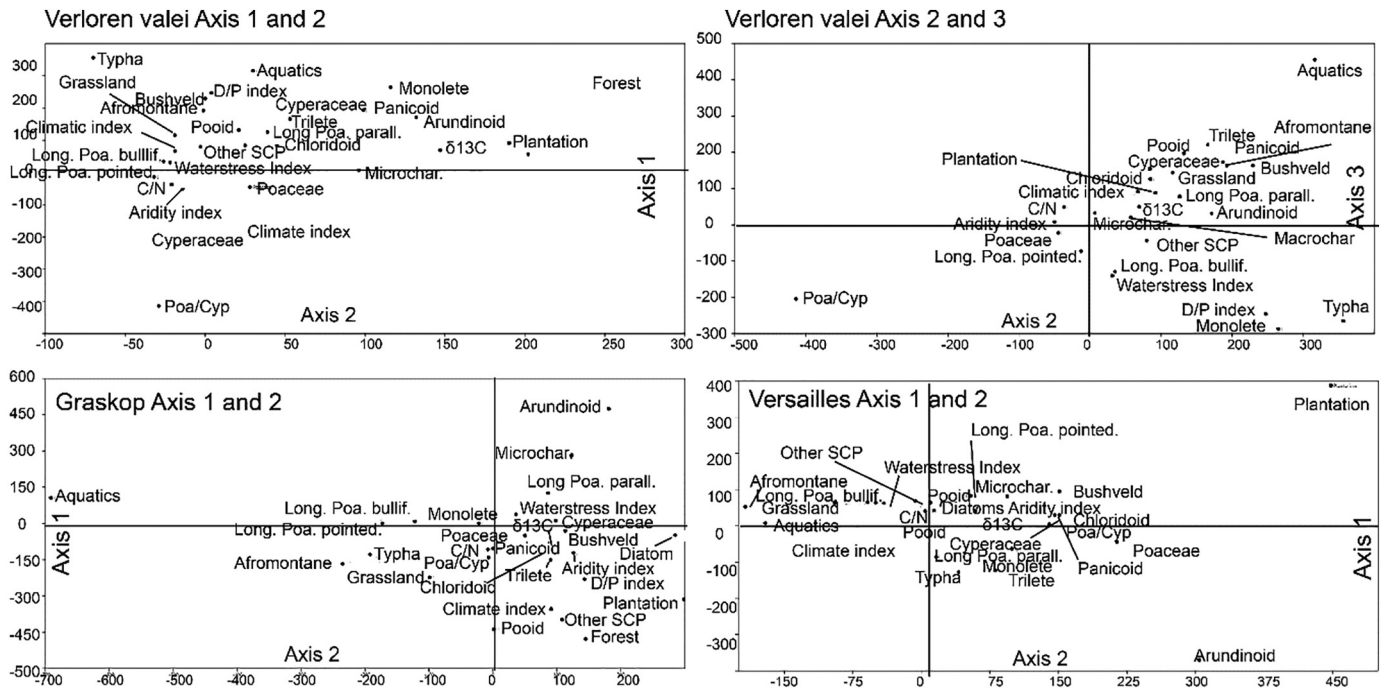 Verloren valei Axis 1 and 2
300
200
100
0
-100
-200
-300
-400
Typha
Grassland
Aquatics
D/P index
Bushveld
Afromontane
Cyperaceae
Monolete
Panicoid
Forest
Climatic index
Pooid
Trilete
Arundinoid
Long Poa. parall.
Chloridoid
Plantation
Long. Poa. bulllif.
Other SCP
δ13C
Waterstress Index
Long. Poa. pointed.
Microchar.
C/N
Poaceae
Aridity index
Cyperaceae
Climate index
Poa/Cyp
Axis 1
Axis 2
-100
-50
0
50
100
150
200
250
300
Verloren valei Axis 2 and 3
500
400
300
200
100
0
-100
-200
-300
Aquatics
Trilete
Afromontane
Pooid
Panicoid
Plantation
Cyperaceae
Bushveld
Chloridoid
Grassland
Climatic index
Long Poa. parall.
C/N
δ13C
Arundinoid
Aridity index
Microchar.
Poaceae
Macrochar
Other SCP
Long. Poa. pointed.
Long. Poa. bullif.
Waterstress Index
Poa/Cyp
D/P index
Typha
Monolete
Axis 3
Axis 2
-500
-400
-300
-200
-100
0
100
200
300
600
450
300
150
0
-150
-300
-450
-500
Graskop Axis 1 and 2
Arundinoid
Microchar.
Long Poa. parall.
Aquatics
Long. Poa. bullif.
Monolete
Waterstress Index
Long. Poa. pointed.
δ13C
Cyperaceae
Poaceae
Bushveld
C/N
Panicoid
Diatom
Typha
Afromontane
Poa/Cyp
Aridity index
Grassland
Trilete
Chloridoid
D/P index
Climate index
Plantation
Other SCP
Pooid
Forest
Axis 1
Axis 2
-700
-600
-500
-400
-300
-200
-100
0
100
200
400
300
200
100
0
-100
-200
-300
Versailles Axis 1 and 2
Plantation
Long. Poa. pointed.
Other SCP
Waterstress Index
Afromontane
Microchar.
Bushveld
Long. Poa. bullif.
Pooid
Grassland
Diatoms
Aridity index
C/N
δ13C
Chloridoid
Aquatics
Pooid
Poa/Cyp
Cyperaceae
Climate index
Poaceae
Long Poa. parall.
Monolete
Panicoid
Typha
Trilete
Arundinoid
Axis 1
Axis 2
-150
-75
0
75
150
225
300
375
450